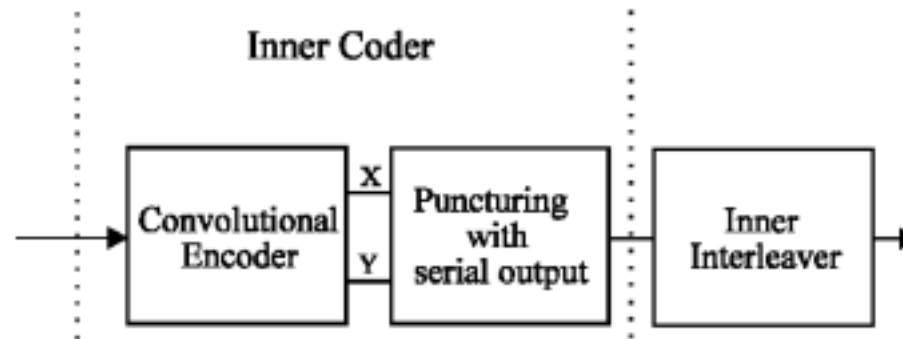 Inner Coder
Convolutional
Encoder
X
Y
Puncturing
with
serial output
Inner
Interleaver